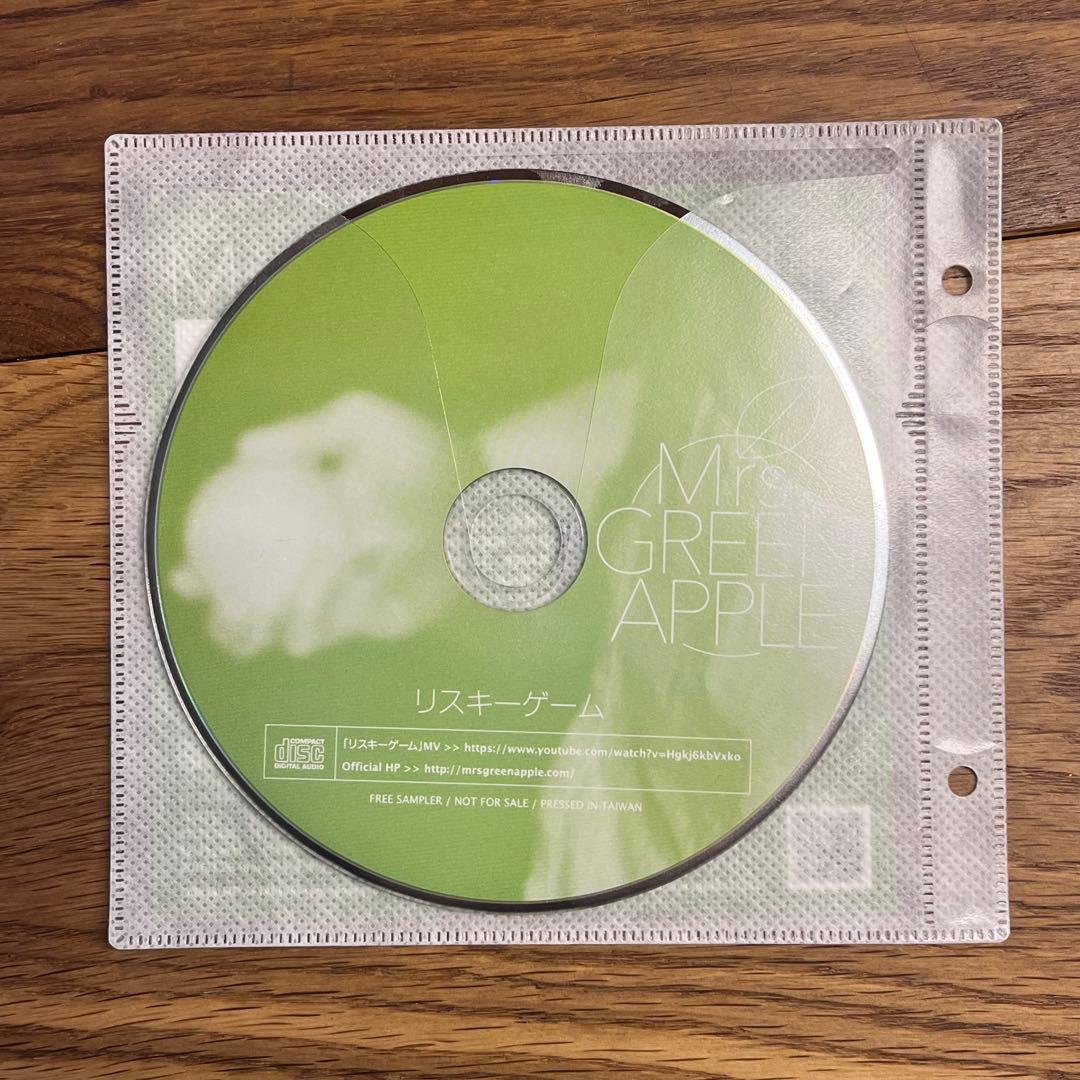 Mrs.
GREEN
APPLE
リスキーゲーム
COMPACT
disc
DIGITAL AUDIO
「リスキーゲーム」MV >> https://www.youtube.com/watch?v=Hgkj6kbVxko
Official HP >> http://mrsgreenapple.com/
FREE SAMPLER / NOT FOR SALE / PRESSED IN TAIWAN